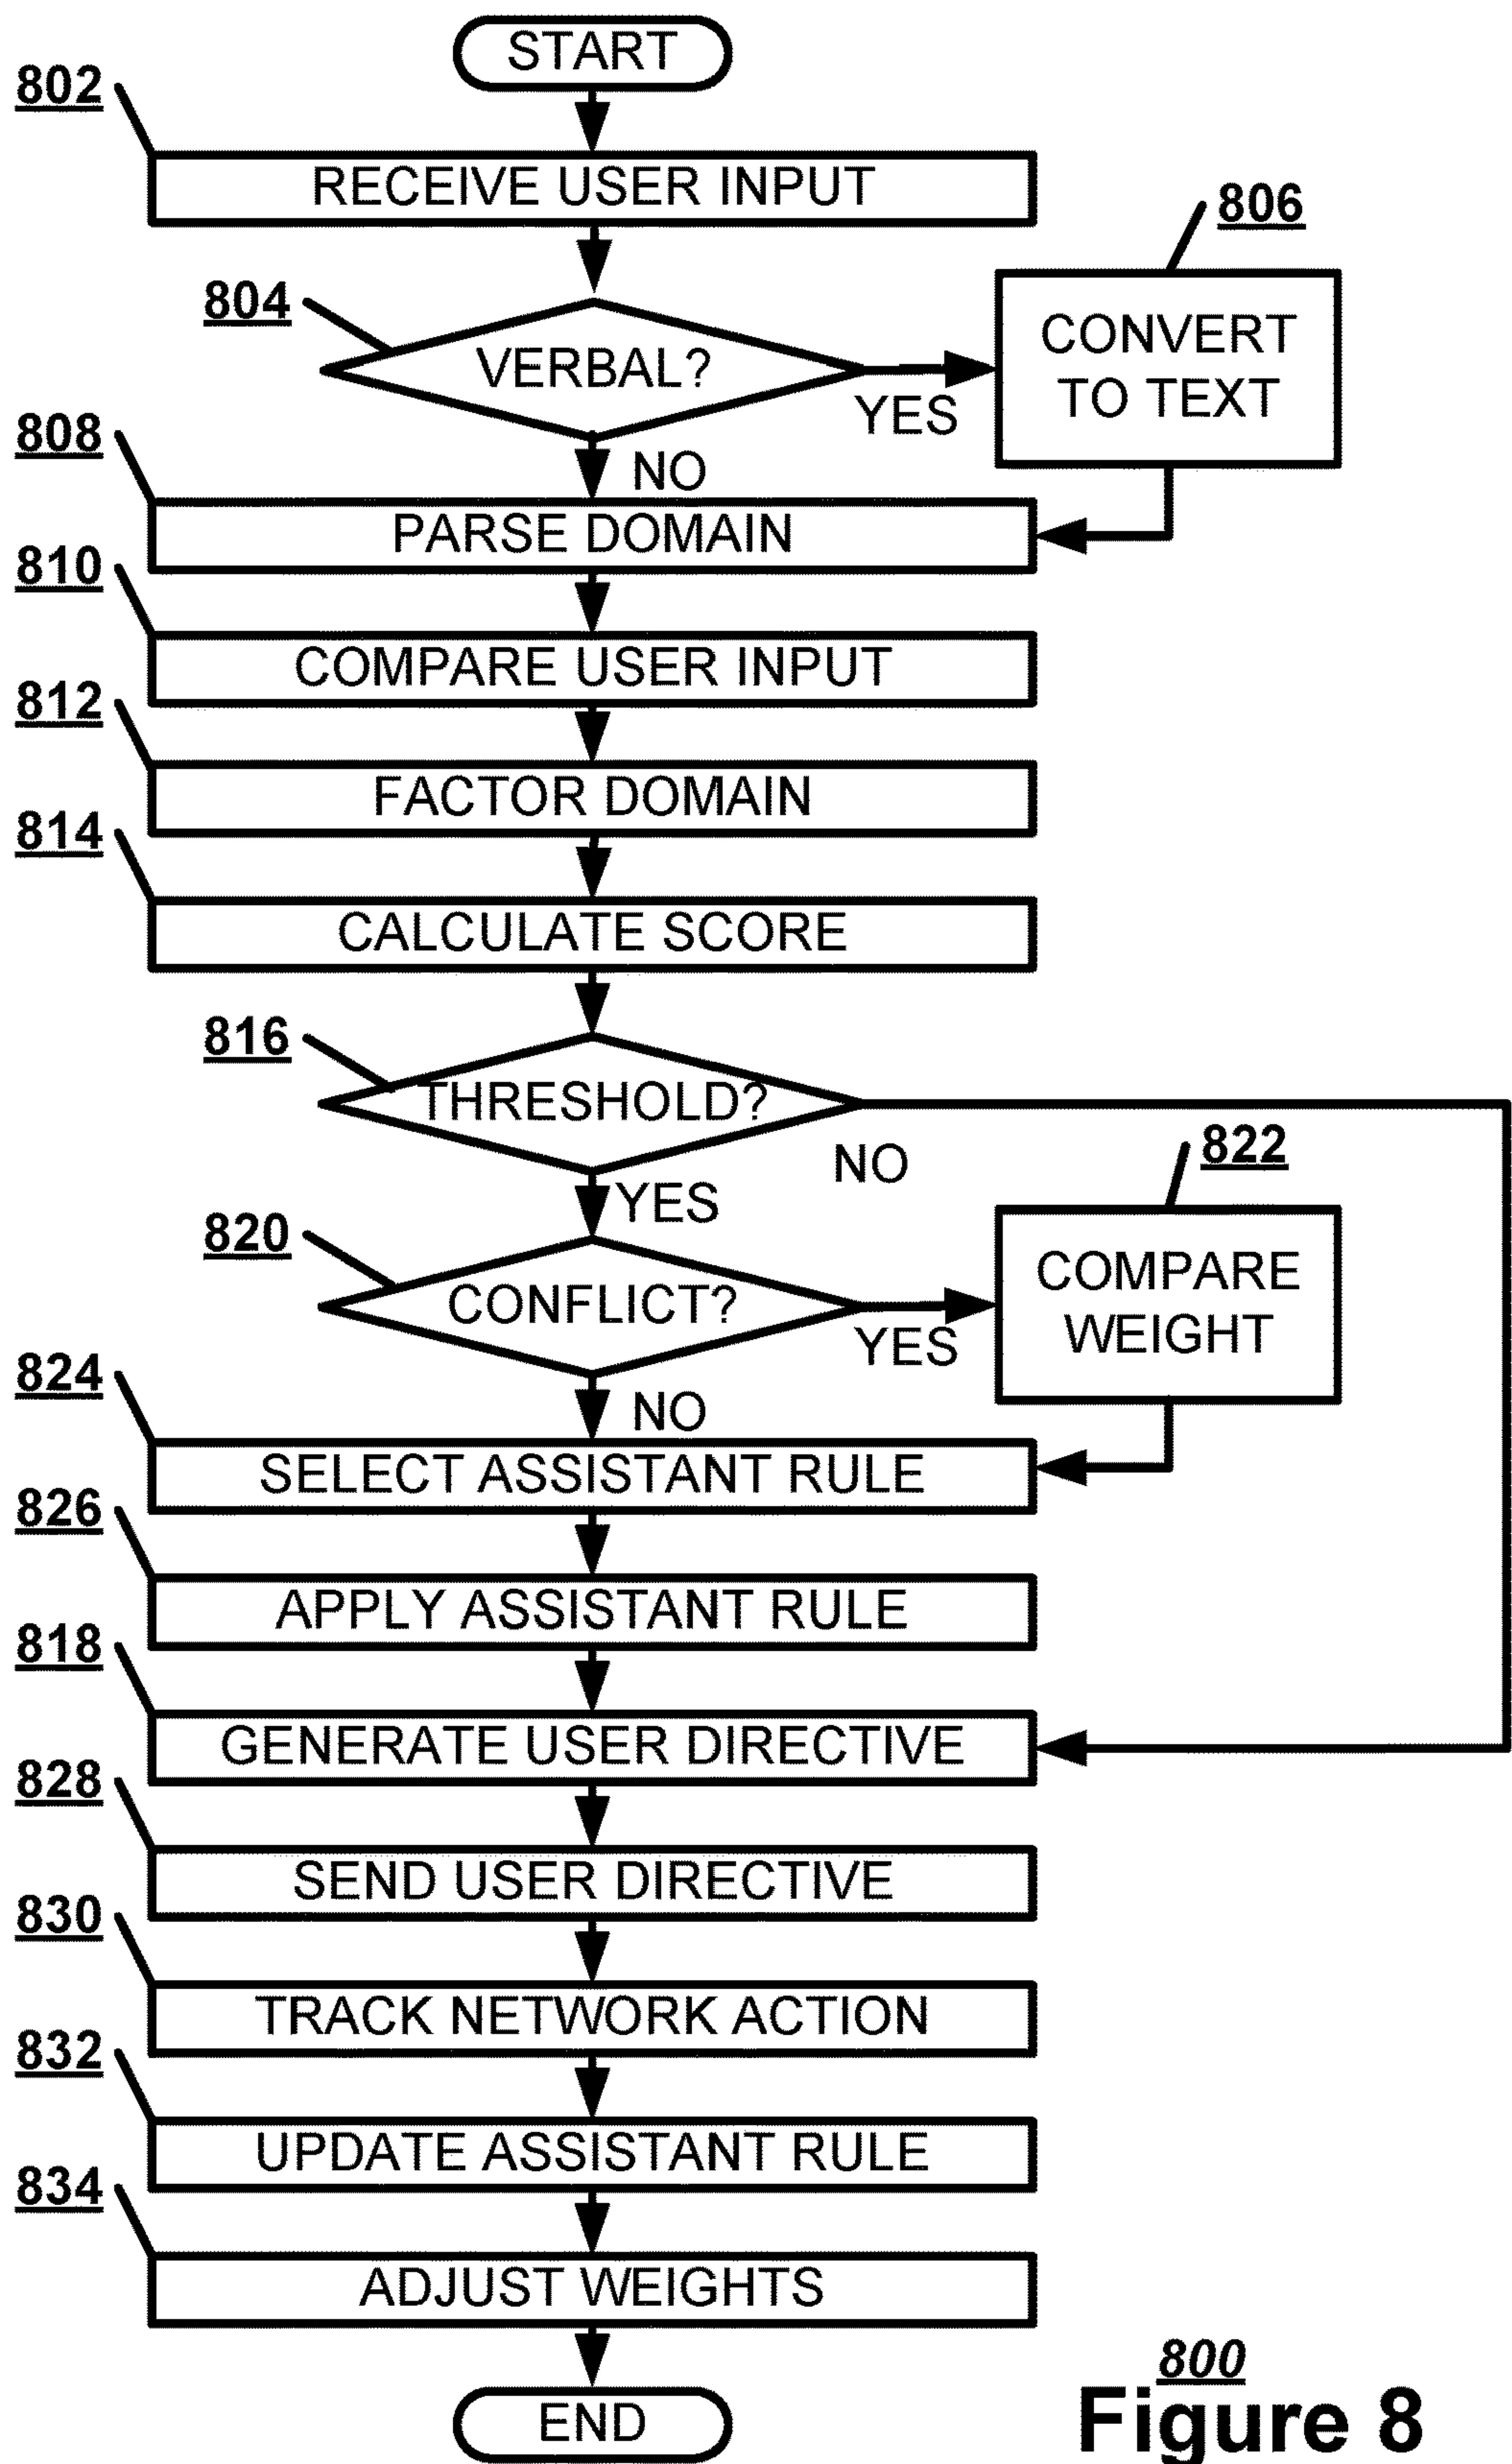 START
802
RECEIVE USER INPUT
806
804
VERBAL?
YES
CONVERT
TO TEXT
NO
808
PARSE DOMAIN
810
COMPARE USER INPUT
812
FACTOR DOMAIN
814
CALCULATE SCORE
816
THRESHOLD?
NO
YES
822
820
CONFLICT?
YES
COMPARE
WEIGHT
NO
824
SELECT ASSISTANT RULE
826
APPLY ASSISTANT RULE
818
GENERATE USER DIRECTIVE
828
SEND USER DIRECTIVE
830
TRACK NETWORK ACTION
832
UPDATE ASSISTANT RULE
834
ADJUST WEIGHTS
END
800
Figure 8